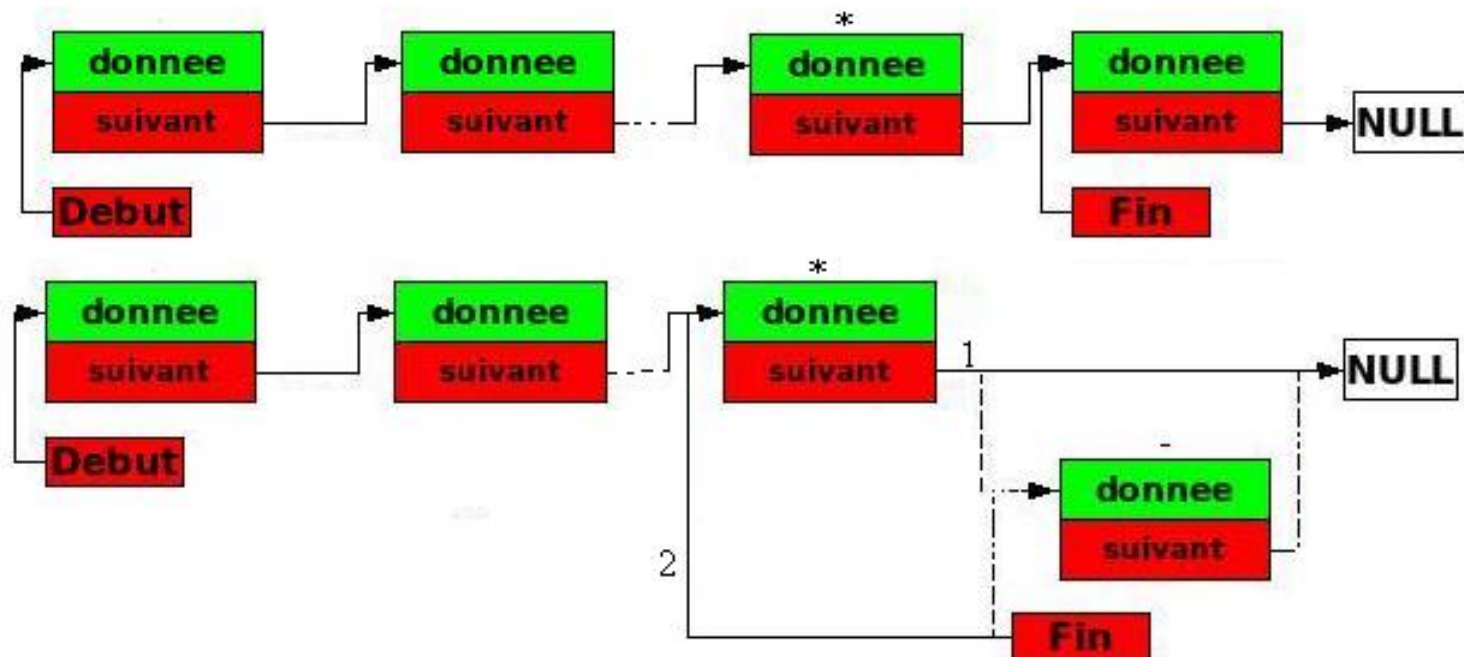 *
donnee donnee donnee donnee
suivant suivant suivant suivant NULL
Debut Fin
*
donnee donnee donnee
suivant suivant suivant 1 NULL
Debut
-
donnee
suivant
2
Fin